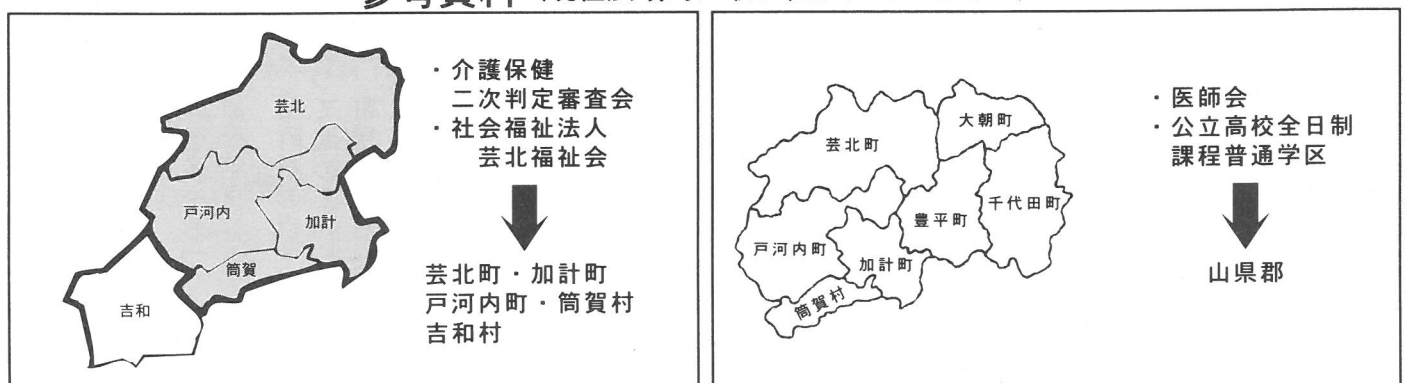 参考資料
芸北
戸河内
加計
筒賀
吉和
・介護保健
二次判定審査会
・社会福祉法人
芸北福祉会
芸北町・加計町
戸河内町・筒賀村
吉和村
芸北町
大朝町
千代田町
豊平町
戸河内町
加計町
筒賀村
・医師会
・公立高校全日制
課程普通学区
山県郡